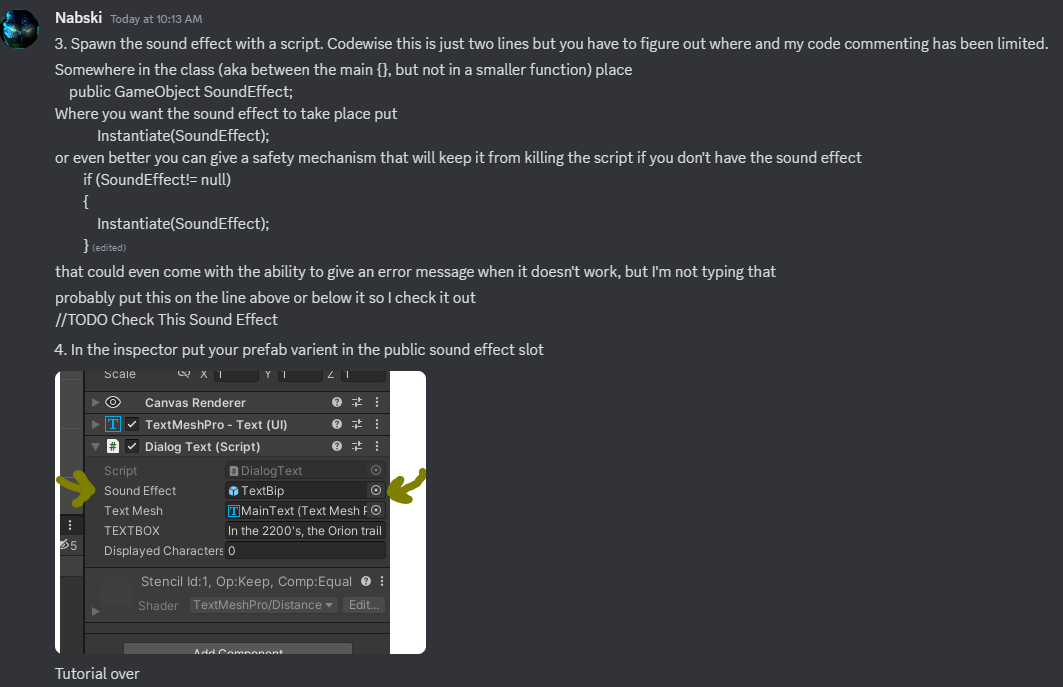 Nabski Today at 10:13 AM
3. Spawn the sound effect with a script. Codewise this is just two lines but you have to figure out where and my code commenting has been limited.
Somewhere in the class (aka between the main {}, but not in a smaller function) place
public GameObject SoundEffect;
Where you want the sound effect to take place put
Instantiate(SoundEffect);
or even better you can give a safety mechanism that will keep it from killing the script if you don't have the sound effect
if (SoundEffect!= null)
{
Instantiate(SoundEffect);
} (edited)
that could even come with the ability to give an error message when it doesn't work, but I'm not typing that
probably put this on the line above or below it so I check it out
//TODO Check This Sound Effect
4. In the inspector put your prefab varient in the public sound effect slot
Scale X 1 Y 1 Z 1
Canvas Renderer
TextMeshPro - Text (UI)
Dialog Text (Script)
Script DialogText
Sound Effect TextBip
Text Mesh MainText (Text Mesh P
TEXTBOX In the 2200's, the Orion trail
5 Displayed Characters 0
Stencil Id:1, Op:Keep, Comp:Equal
Shader TextMeshPro/Distance Edit...
Add Component
Tutorial over